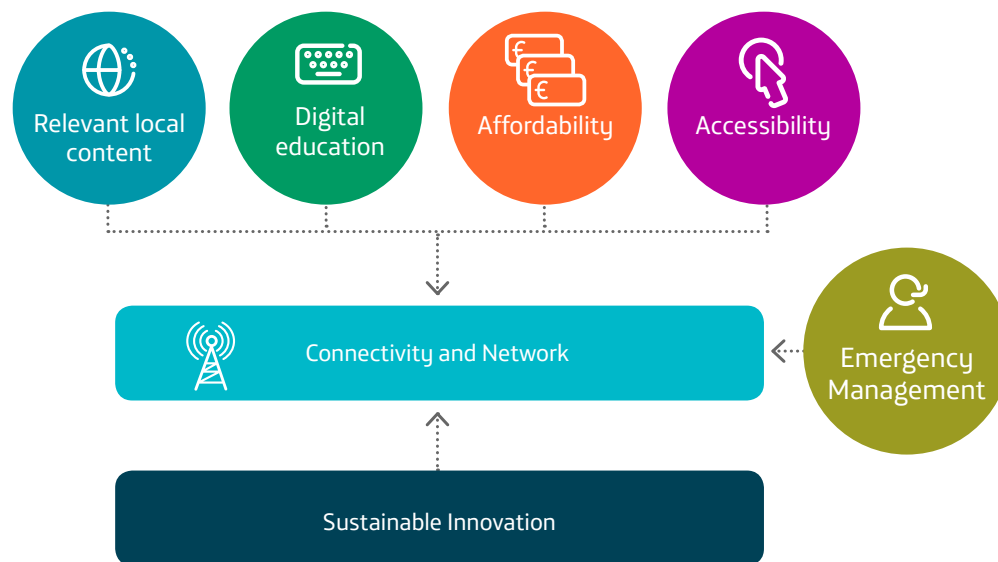 Relevant local
content
Digital
education
Affordability
Accessibility
Connectivity and Network
Emergency
Management
Sustainable Innovation